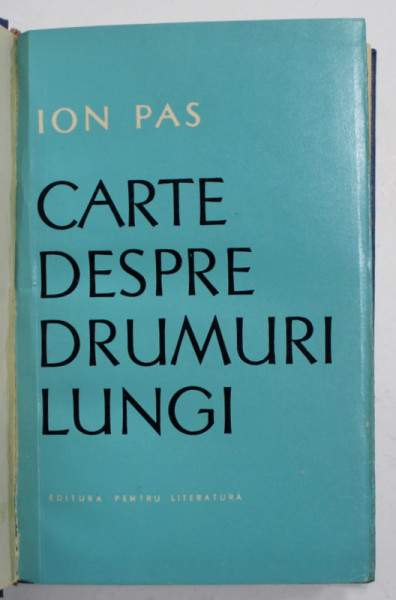 ION PAS
CARTE
DESPRE
DRUMURI
LUNGI
EDITURA PENTRU LITERATURA